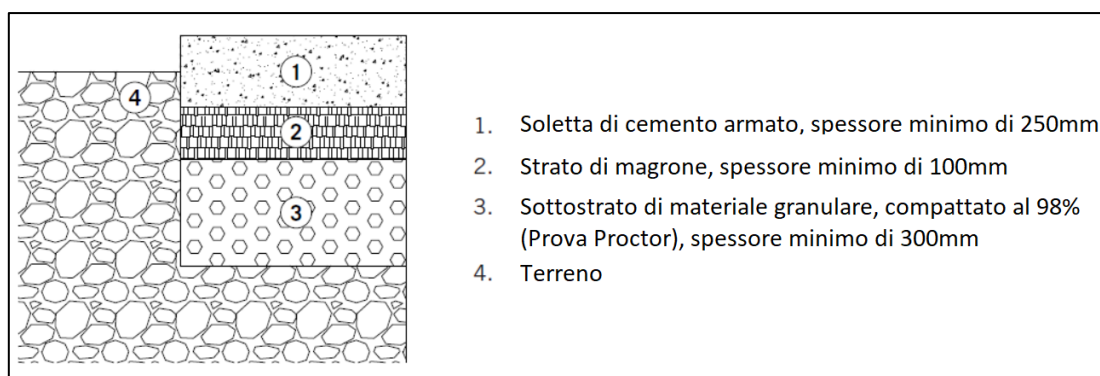 1
4
2
3
1. Soletta di cemento armato, spessore minimo di 250mm
2. Strato di magrone, spessore minimo di 100mm
3. Sottostrato di materiale granulare, compattato al 98%
(Prova Proctor), spessore minimo di 300mm
4. Terreno